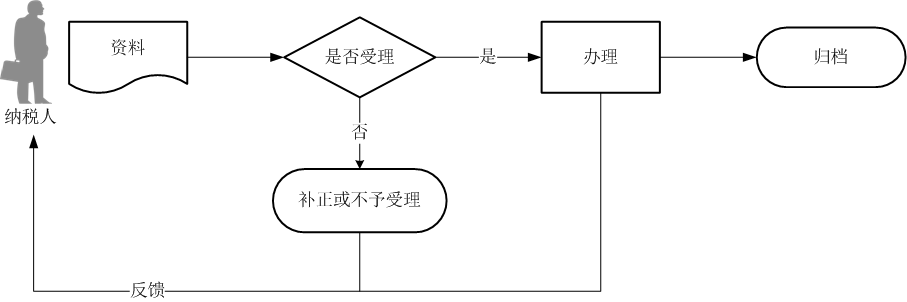 资料
是否受理
是
办理
归档
纳税人
否
补正或不予受理
反馈